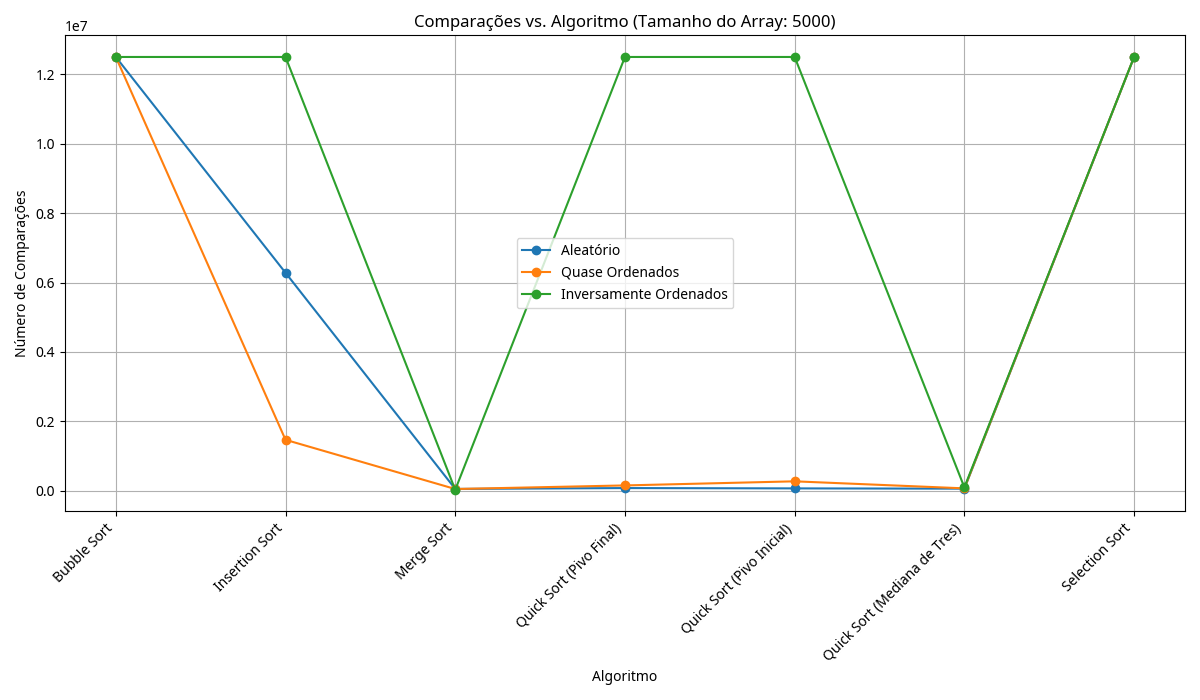 Comparações vs. Algoritmo (Tamanho do Array: 5000)
1e7
1.2
1.0
0.8
0.6
0.4
0.2
0.0
Número de Comparações
Aleatório
Quase Ordenados
Inversamente Ordenados
Bubble Sort
Insertion Sort
Merge Sort
Quick Sort (Pivo Final)
Quick Sort (Pivo Inicial)
Quick Sort (Mediana de Tres)
Selection Sort
Algoritmo